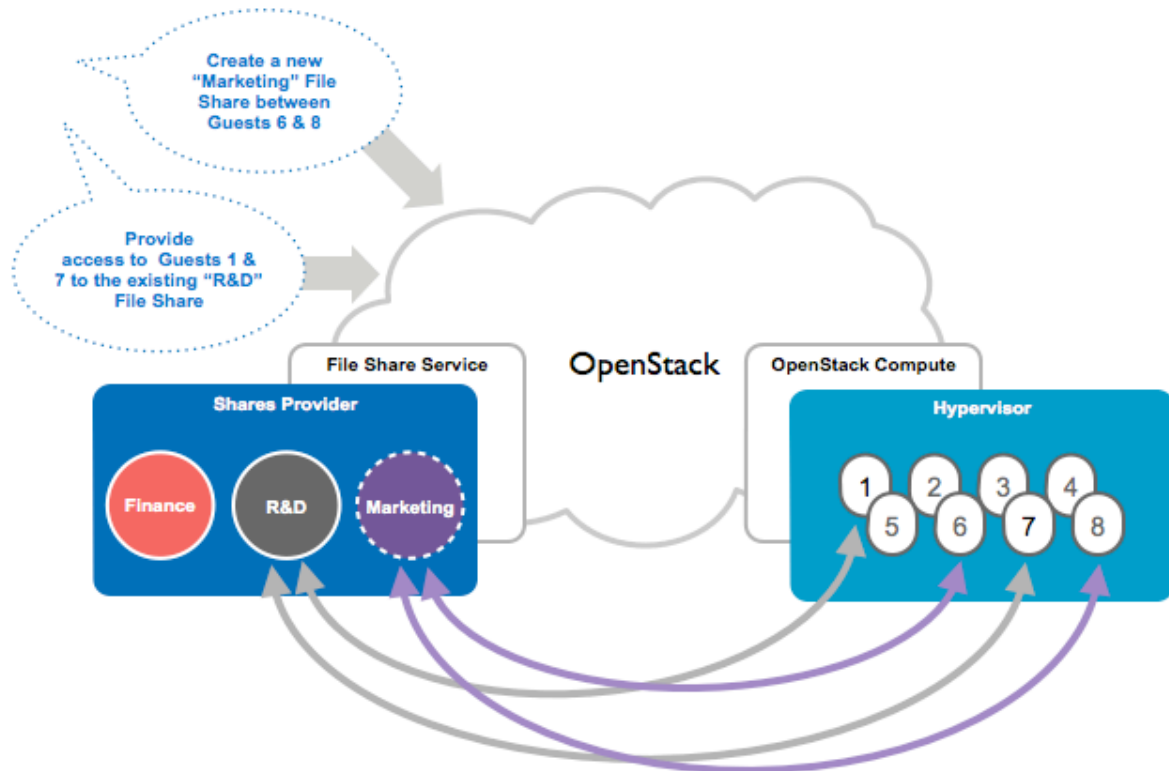 Create a new
“Marketing” File
Share between
Guests 6 & 8
Provide
access to Guests 1 &
7 to the existing “R&D”
File Share
File Share Service
OpenStack
OpenStack Compute
Shares Provider
Hypervisor
Finance
R&D
Marketing
1
2
3
4
5
6
7
8